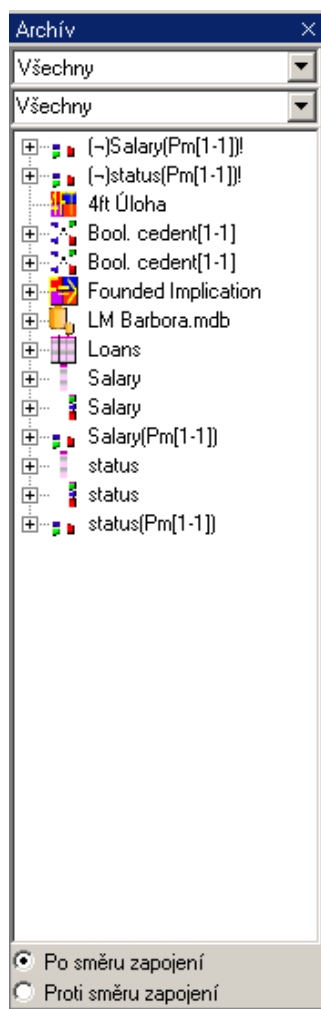 Archív
Všechny
Všechny
(¬)Salary(Pm[1-1])!
(¬)status(Pm[1-1])!
4ft Úloha
Bool. cedent[1-1]
Bool. cedent[1-1]
Founded Implication
LM Barbora.mdb
Loans
Salary
Salary
Salary(Pm[1-1])
status
status
status(Pm[1-1])
Po směru zapojení
Proti směru zapojení